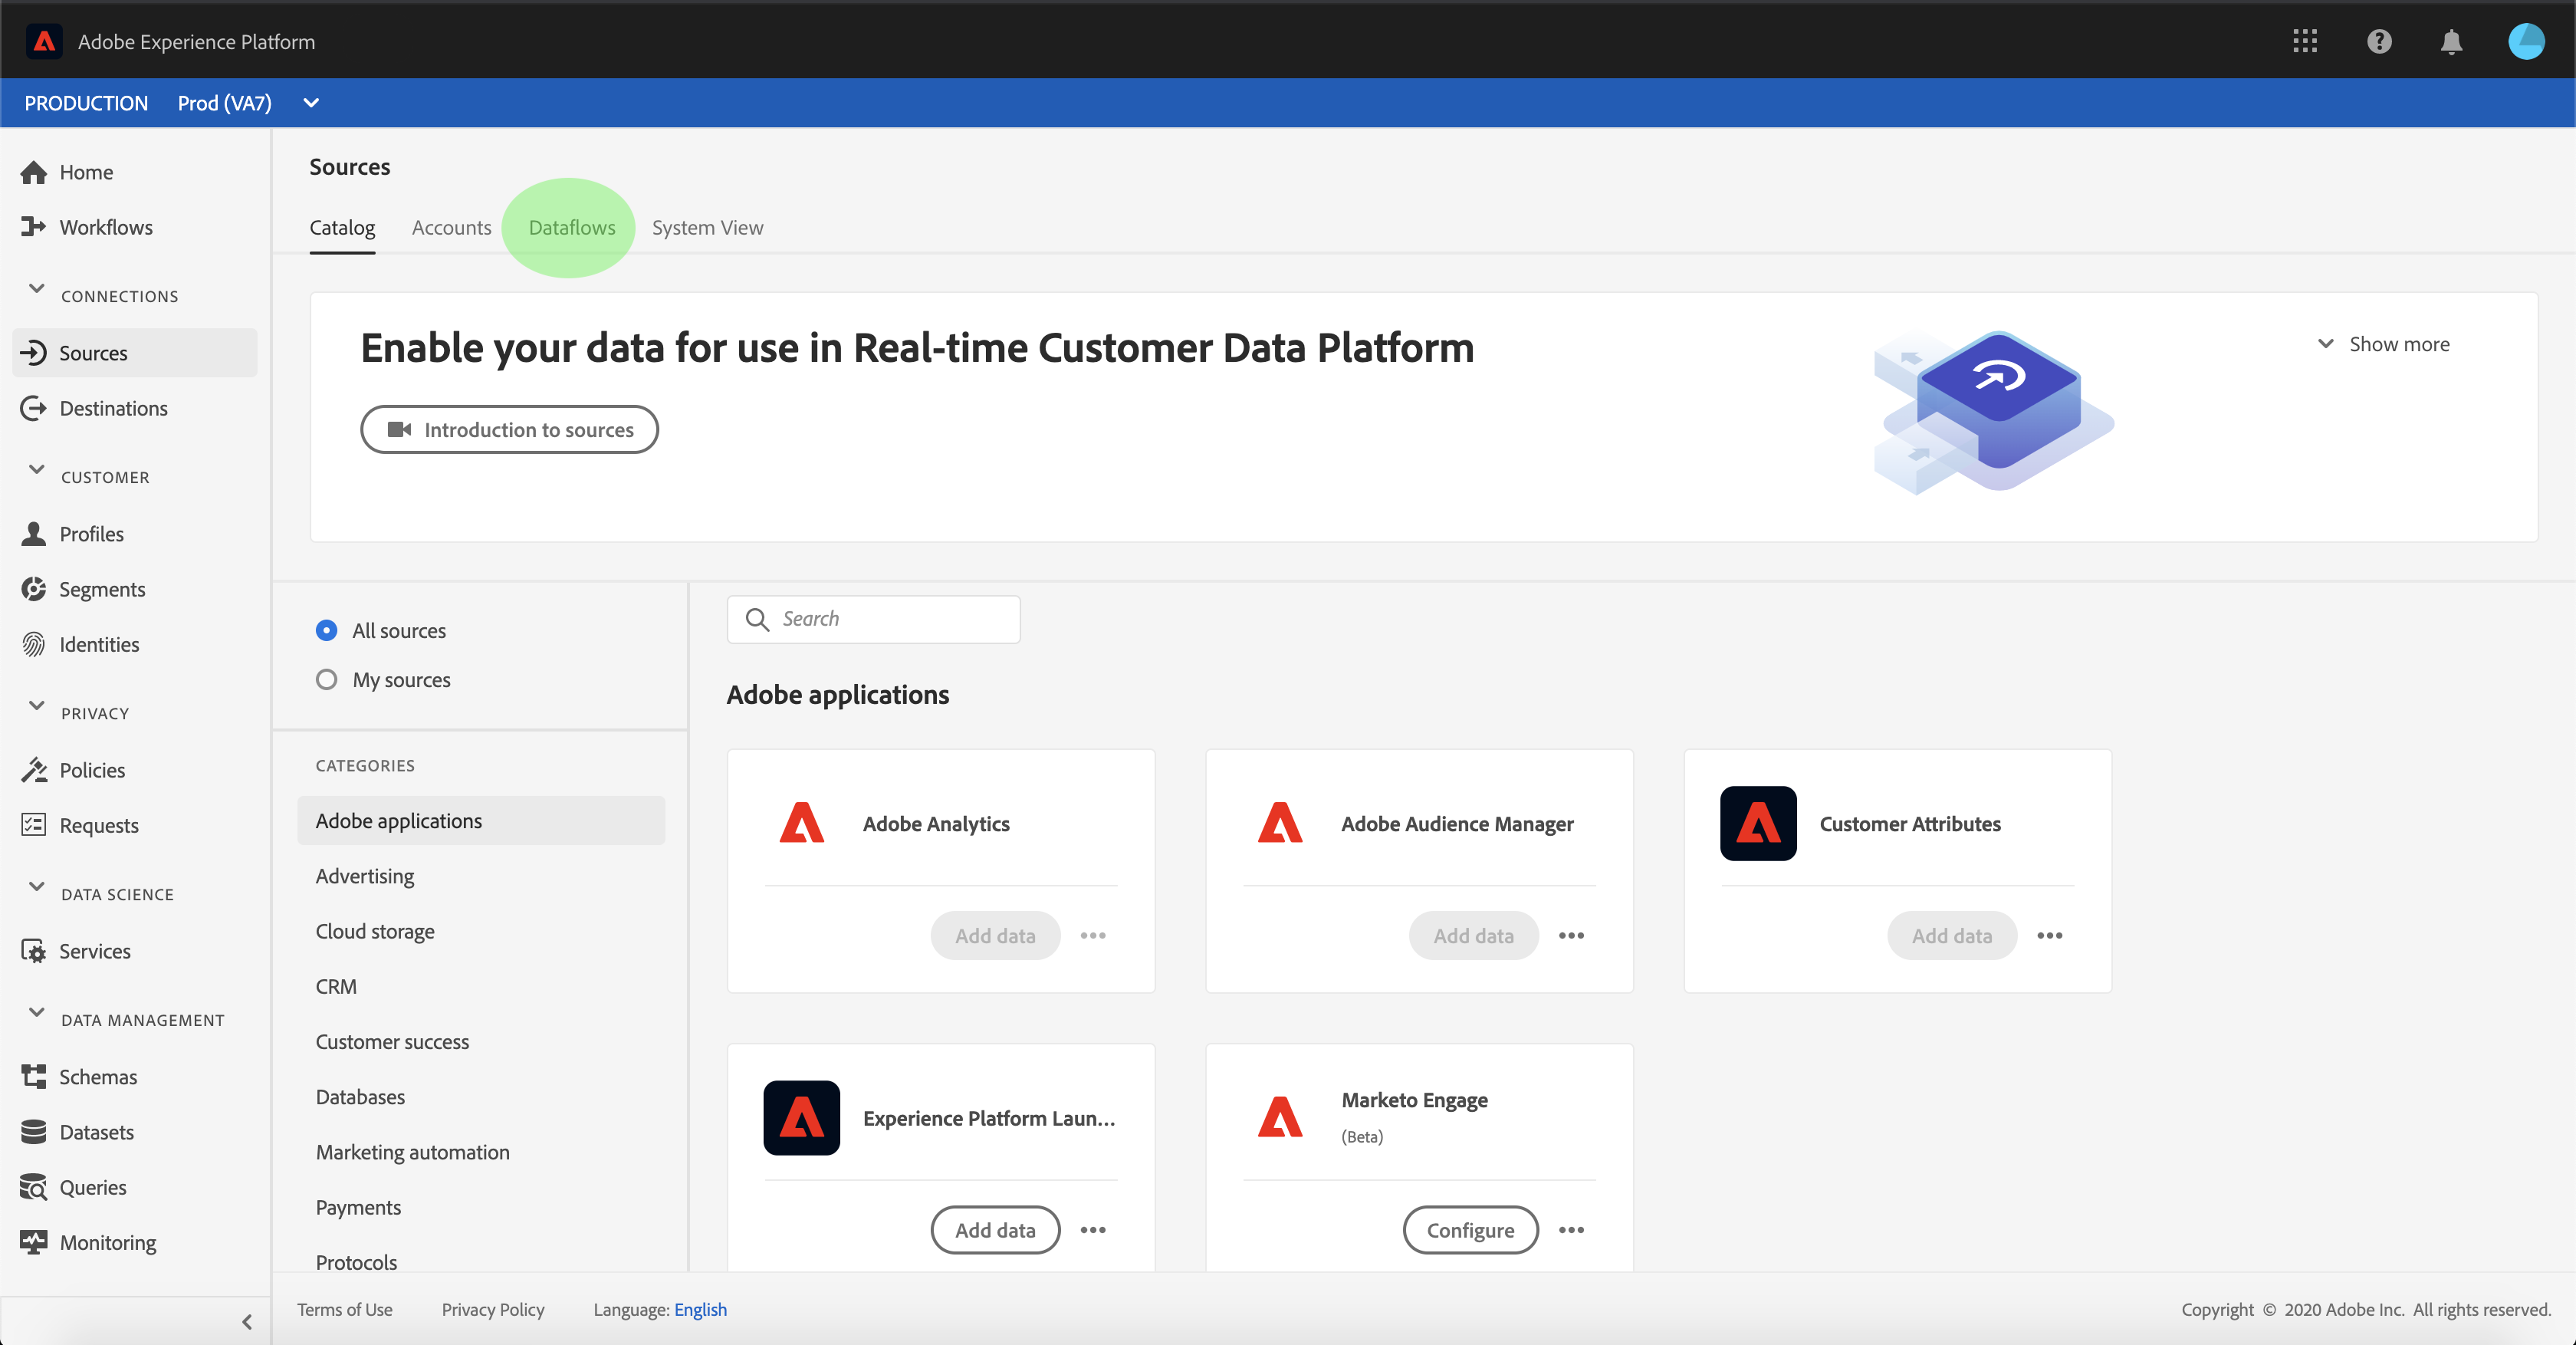 Adobe Experience Platform
PRODUCTION Prod (VA7)
Home
Workflows
CONNECTIONS
Sources
Destinations
CUSTOMER
Profiles
Segments
Identities
PRIVACY
Policies
Requests
DATA SCIENCE
Services
DATA MANAGEMENT
Schemas
Datasets
Queries
Monitoring
Sources
Catalog Accounts Dataflows System View
Enable your data for use in Real-time Customer Data Platform
Show more
Introduction to sources
All sources
My sources
CATEGORIES
Adobe applications
Advertising
Cloud storage
CRM
Customer success
Databases
Marketing automation
Payments
Protocols
Search
Adobe applications
Adobe Analytics
Add data
Adobe Audience Manager
Add data
Customer Attributes
Add data
Experience Platform Laun...
Add data
Marketo Engage
(Beta)
Configure
Terms of Use Privacy Policy Language: English
Copyright © 2020 Adobe Inc. All rights reserved.